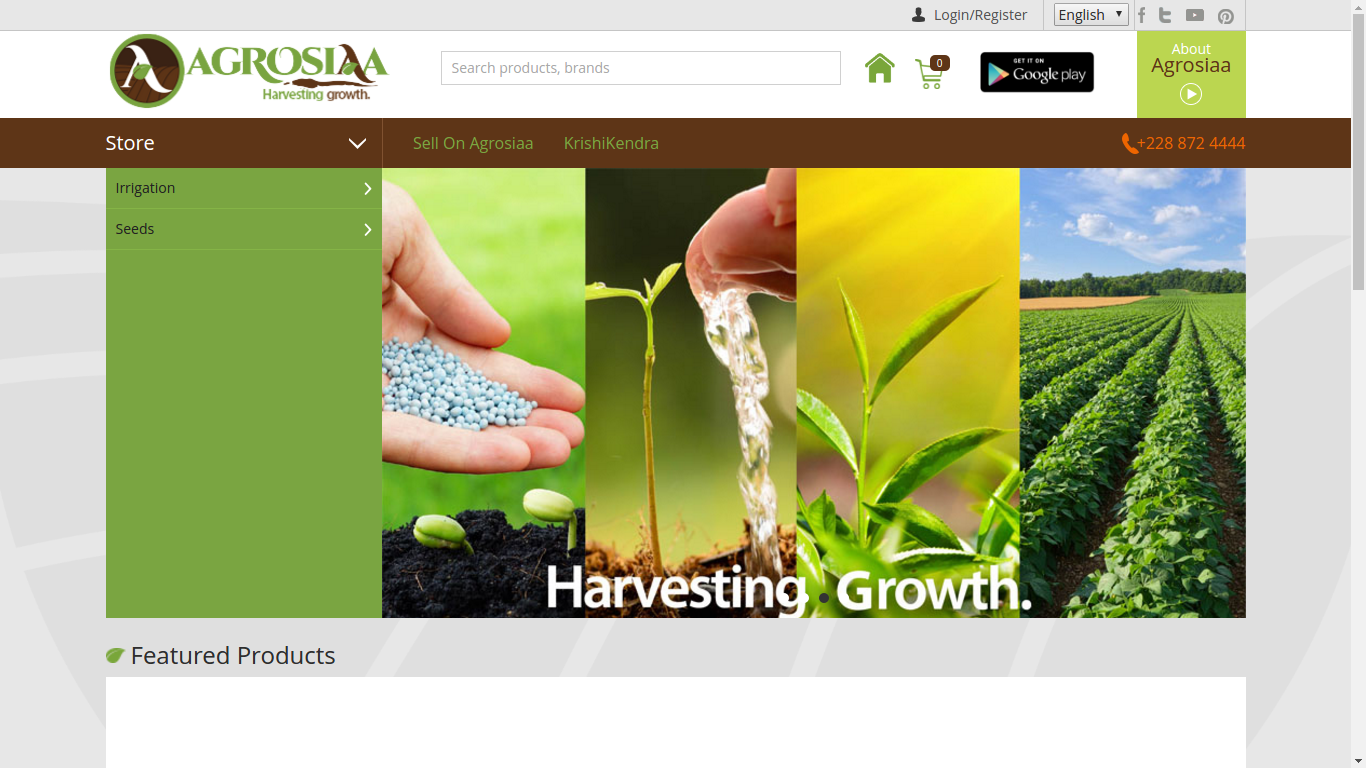 Login/Register
English
AGROSIAA
Harvesting growth.
Search products, brands
0
GET IT ON
Google play
About
Agrosiaa
Store
Sell On Agrosiaa
KrishiKendra
+228 872 4444
Irrigation
Seeds
Harvesting Growth.
Featured Products